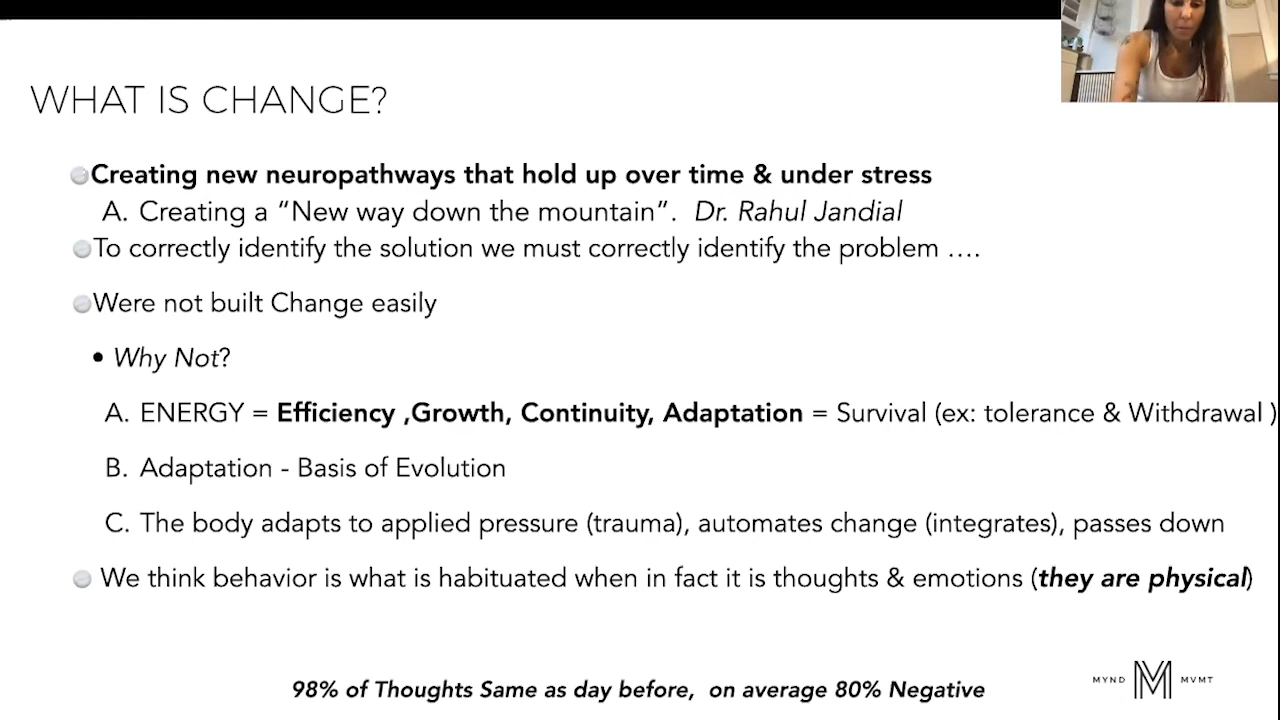 WHAT IS CHANGE?
Creating new neuropathways that hold up over time & under stress
A. Creating a “New way down the mountain”. Dr. Rahul Jandial
To correctly identify the solution we must correctly identify the problem ….
Were not built Change easily
• Why Not?
A. ENERGY = Efficiency ,Growth, Continuity, Adaptation = Survival (ex: tolerance & Withdrawal )
B. Adaptation - Basis of Evolution
C. The body adapts to applied pressure (trauma), automates change (integrates), passes down
We think behavior is what is habituated when in fact it is thoughts & emotions (they are physical)
98% of Thoughts Same as day before, on average 80% Negative
MYND M MVMT